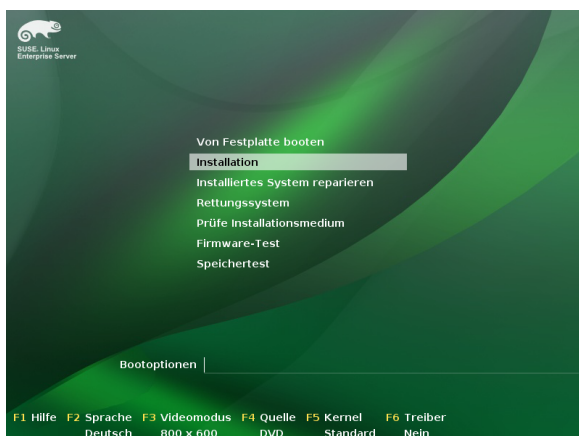 SUSE. Linux
Enterprise Server
Von Festplatte booten
Installation
Installiertes System reparieren
Rettungssystem
Prüfe Installationsmedium
Firmware-Test
Speichertest
Bootoptionen
F1 Hilfe F2 Sprache F3 Videomodus F4 Quelle F5 Kernel F6 Treiber
Deutsch 800 x 600 DVD Standard Nein